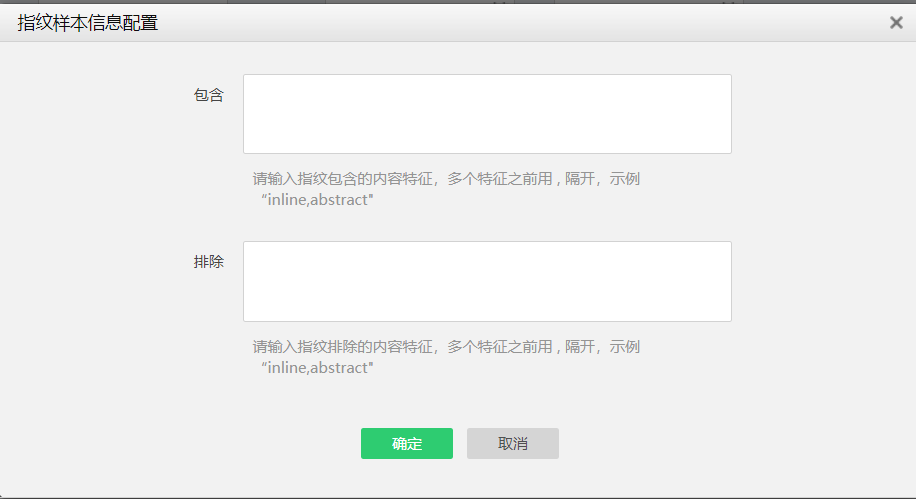 指纹样本信息配置
包含
请输入指纹包含的内容特征，多个特征之前用 , 隔开，示例
“inline,abstract"
排除
请输入指纹排除的内容特征，多个特征之前用 , 隔开，示例
“inline,abstract"
确定
取消